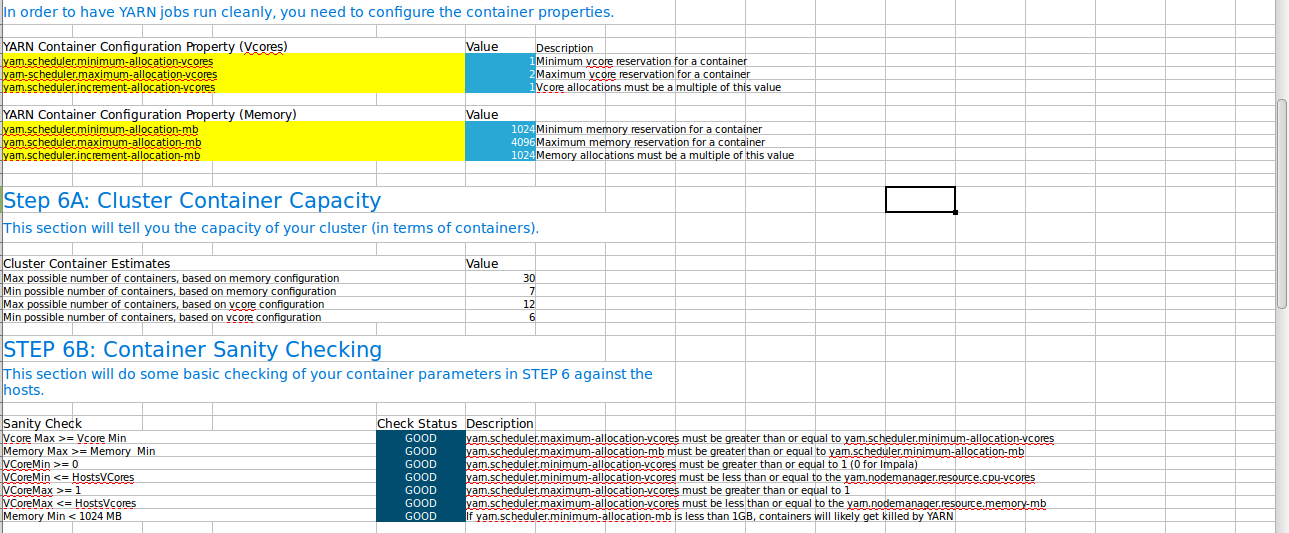 In order to have YARN jobs run cleanly, you need to configure the container properties.
YARN Container Configuration Property (Vcores) Value Description
yarn.scheduler.minimum-allocation-vcores 1 Minimum vcore reservation for a container
yarn-scheduler.maximum-allocation-vcores 2 Maximum vcore reservation for a container
yarn.scheduler.increment-allocation-vcores 1 Vcore allocations must be a multiple of this value
YARN Container Configuration Property (Memory) Value
yarn.scheduler.minimum-allocation-mb 1024 Minimum memory reservation for a container
yarn.scheduler.maximum-allocation-mb 4096 Maximum memory reservation for a container
yarn.scheduler.increment-allocation-mb 1024 Memory allocations must be a multiple of this value
Step 6A: Cluster Container Capacity
This section will tell you the capacity of your cluster (in terms of containers).
Cluster Container Estimates Value
Max possible number of containers, based on memory configuration 30
Min possible number of containers, based on memory configuration 7
Max possible number of containers, based on vcore configuration 12
Min possible number of containers, based on vcore configuration 6
STEP 6B: Container Sanity Checking
This section will do some basic checking of your container parameters in STEP 6 against the
hosts.
Sanity Check Check Status Description
Vcore Max >= Vcore Min GOOD yarn.scheduler.maximum-allocation-vcores must be greater than or equal to yarn.scheduler.minimum-allocation-vcores
Memory Max >= Memory Min GOOD yarn.scheduler.maximum-allocation-mb must be greater than or equal to yarn.scheduler.minimum-allocation-mb
VCoreMin >= 0 GOOD yarn.scheduler.minimum-allocation-vcores must be greater than or equal to 1 (0 for Impala)
VCoreMin <= HostsVCores GOOD yarn.scheduler.minimum-allocation-vcores must be less than or equal to the yarn.nodemanager.resource.cpu-vcores
VCoreMax >= 1 GOOD yarn.scheduler.maximum-allocation-vcores must be greater than or equal to 1
VCoreMax <= HostsVcores GOOD yarn.scheduler.maximum-allocation-vcores must be less than or equal to the yarn.nodemanager.resource.memory-mb
Memory Min < 1024 MB GOOD If yarn.scheduler.minimum-allocation-mb is less than 1GB, containers will likely get killed by YARN